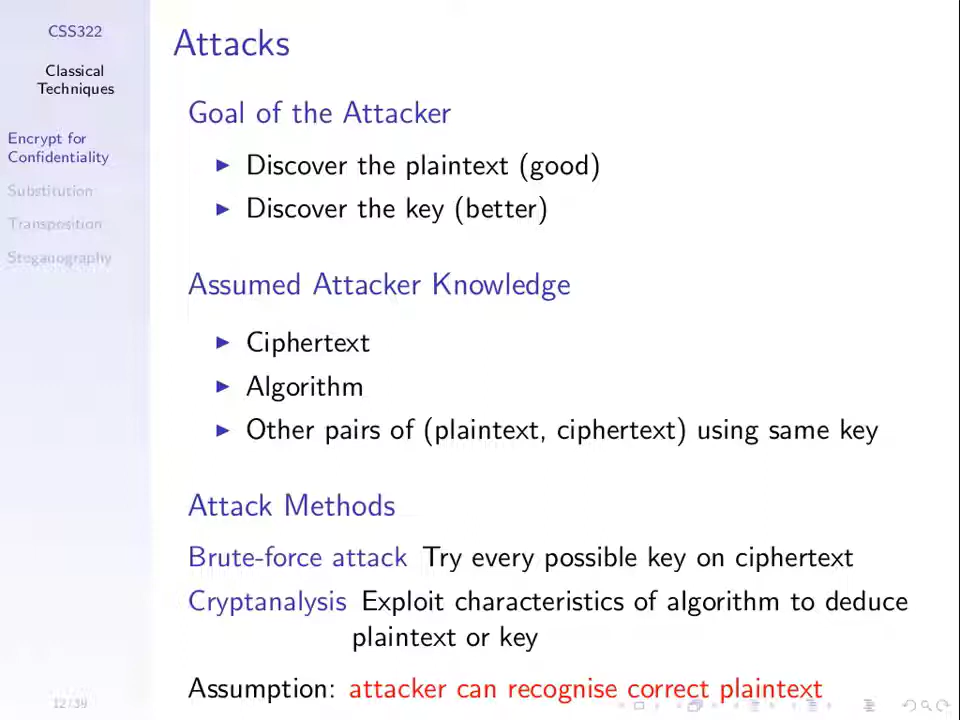 CSS322
Classical
Techniques
Encrypt for
Confidentiality
Substitution
Transposition
Steganography
Attacks
Goal of the Attacker
Discover the plaintext (good)
Discover the key (better)
Assumed Attacker Knowledge
Ciphertext
Algorithm
Other pairs of (plaintext, ciphertext) using same key
Attack Methods
Brute-force attack Try every possible key on ciphertext
Cryptanalysis Exploit characteristics of algorithm to deduce
plaintext or key
Assumption: attacker can recognise correct plaintext